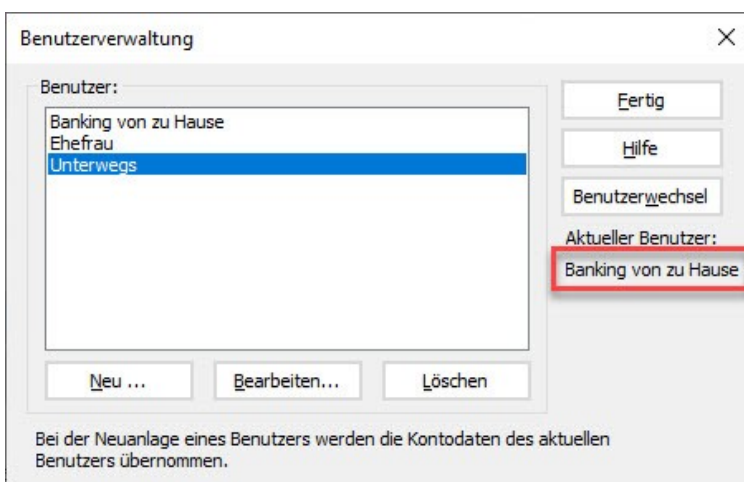 Benutzerverwaltung
Benutzer:
Banking von zu Hause
Ehefrau
Unterwegs
Neu ...
Bearbeiten...
Löschen
Fertig
Hilfe
Benutzerwechsel
Aktueller Benutzer:
Banking von zu Hause
Bei der Neuanlage eines Benutzers werden die Kontodaten des aktuellen
Benutzers übernommen.